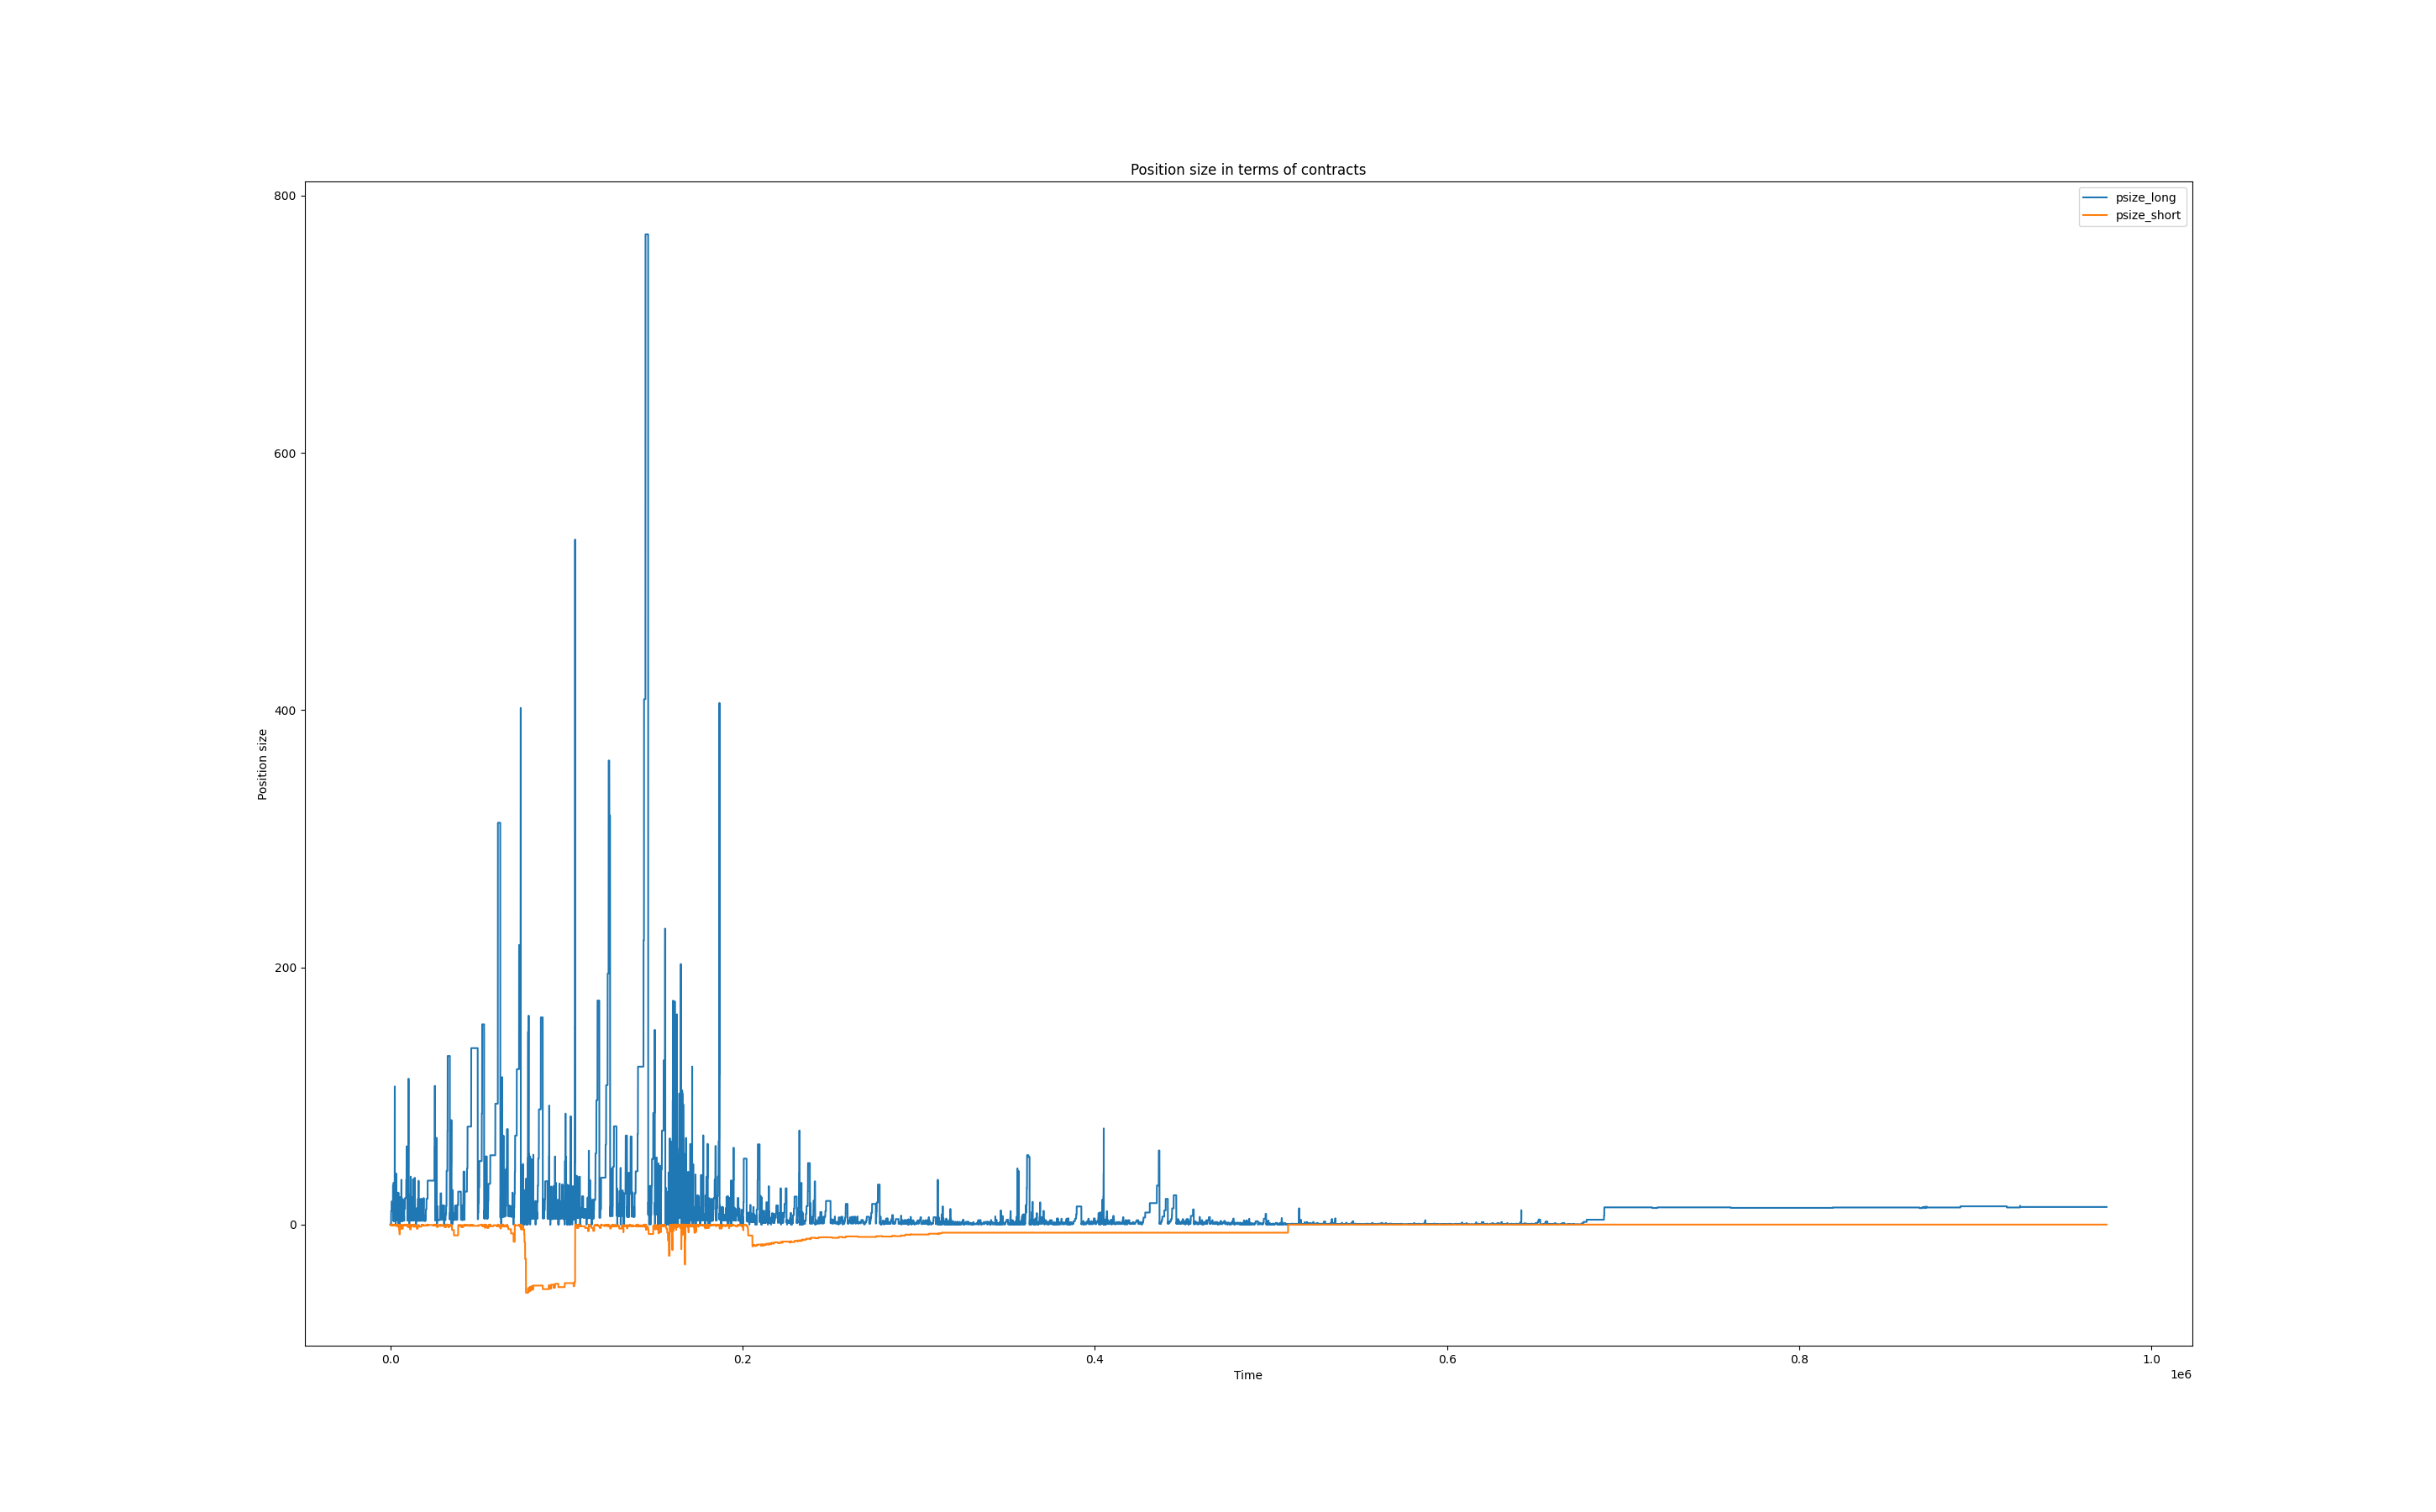 Position size in terms of contracts
psize_long
psize_short
800
600
400
200
0
Position size
0.0
0.2
0.4
0.6
0.8
1.0
1e6
Time